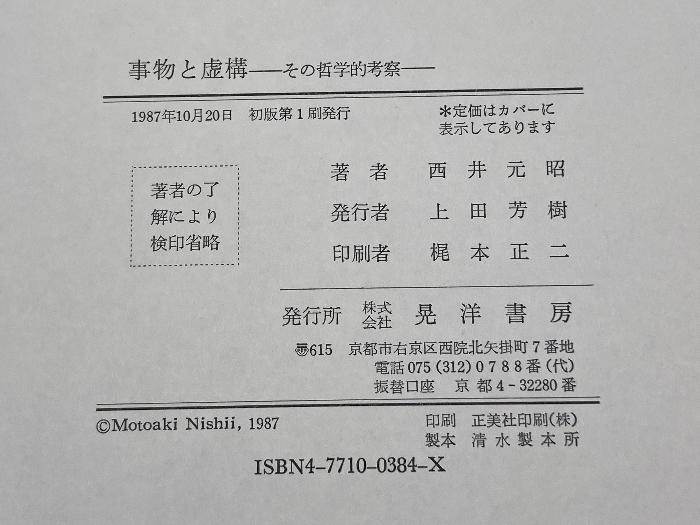 事物と虚構——その哲学的考察——
1987年10月20日 初版第1刷発行
＊定価はカバーに
表示してあります
著者の了
解により
検印省略
著者 西井元昭
発行者 上田芳樹
印刷者 梶本正二
発行所 株式会社 晃洋書房
〠615 京都市右京区西院北矢掛町7番地
電話 075(312)0788番(代)
振替口座 京都4-32280番
©Motoaki Nishii, 1987
印刷 正美社印刷(株)
製本 清水製本所
ISBN4-7710-0384-X